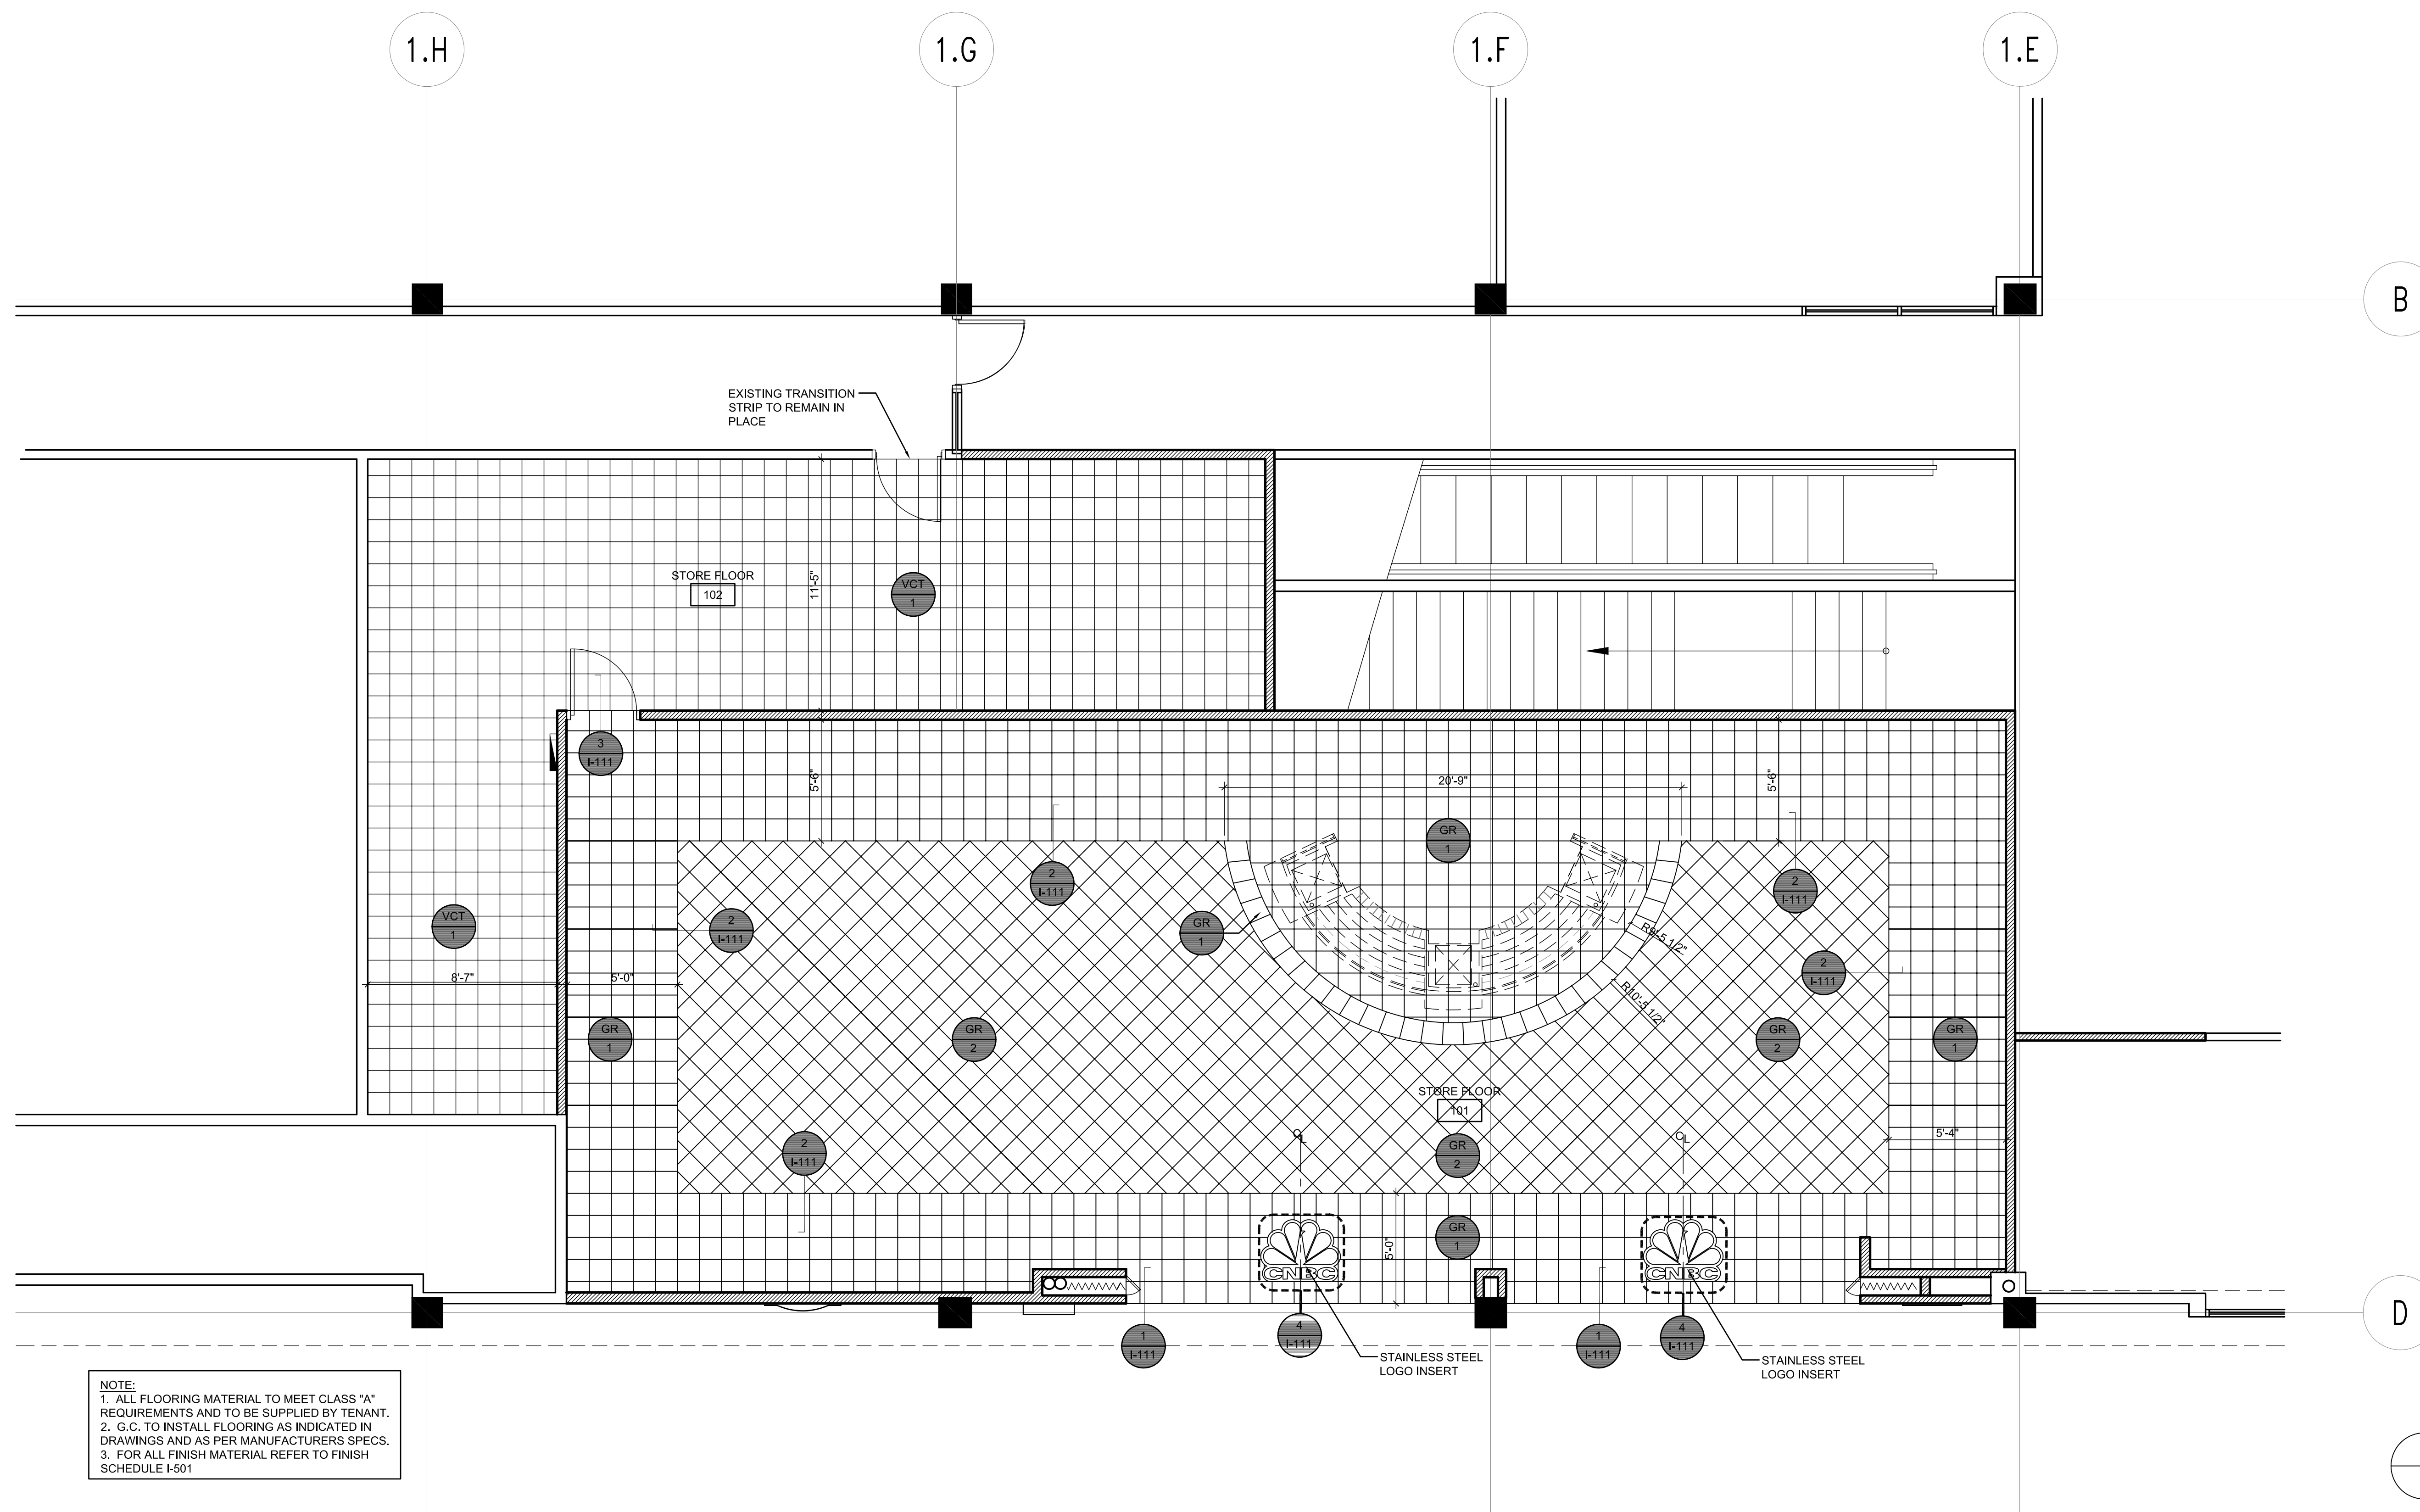 1.H
1.G
1.F
1.E
B
EXISTING TRANSITION
STRIP TO REMAIN IN
PLACE
STORE FLOOR
102
11'-5"
VCT
1
3
I-111
5'-6"
20'-9"
5'-6"
GR
1
2
I-111
2
I-111
VCT
1
2
I-111
GR
1
R9'-5 1/2"
2
I-111
8'-7"
5'-0"
R10'-5 1/2"
GR
1
GR
2
GR
2
GR
1
STORE FLOOR
101
2
I-111
CL
CL
5'-4"
GR
2
GR
1
5'-0"
CNBC
CNBC
D
1
I-111
4
I-111
1
I-111
4
I-111
STAINLESS STEEL
LOGO INSERT
STAINLESS STEEL
LOGO INSERT
NOTE:
1. ALL FLOORING MATERIAL TO MEET CLASS "A"
REQUIREMENTS AND TO BE SUPPLIED BY TENANT.
2. G.C. TO INSTALL FLOORING AS INDICATED IN
DRAWINGS AND AS PER MANUFACTURERS SPECS.
3. FOR ALL FINISH MATERIAL REFER TO FINISH
SCHEDULE I-501